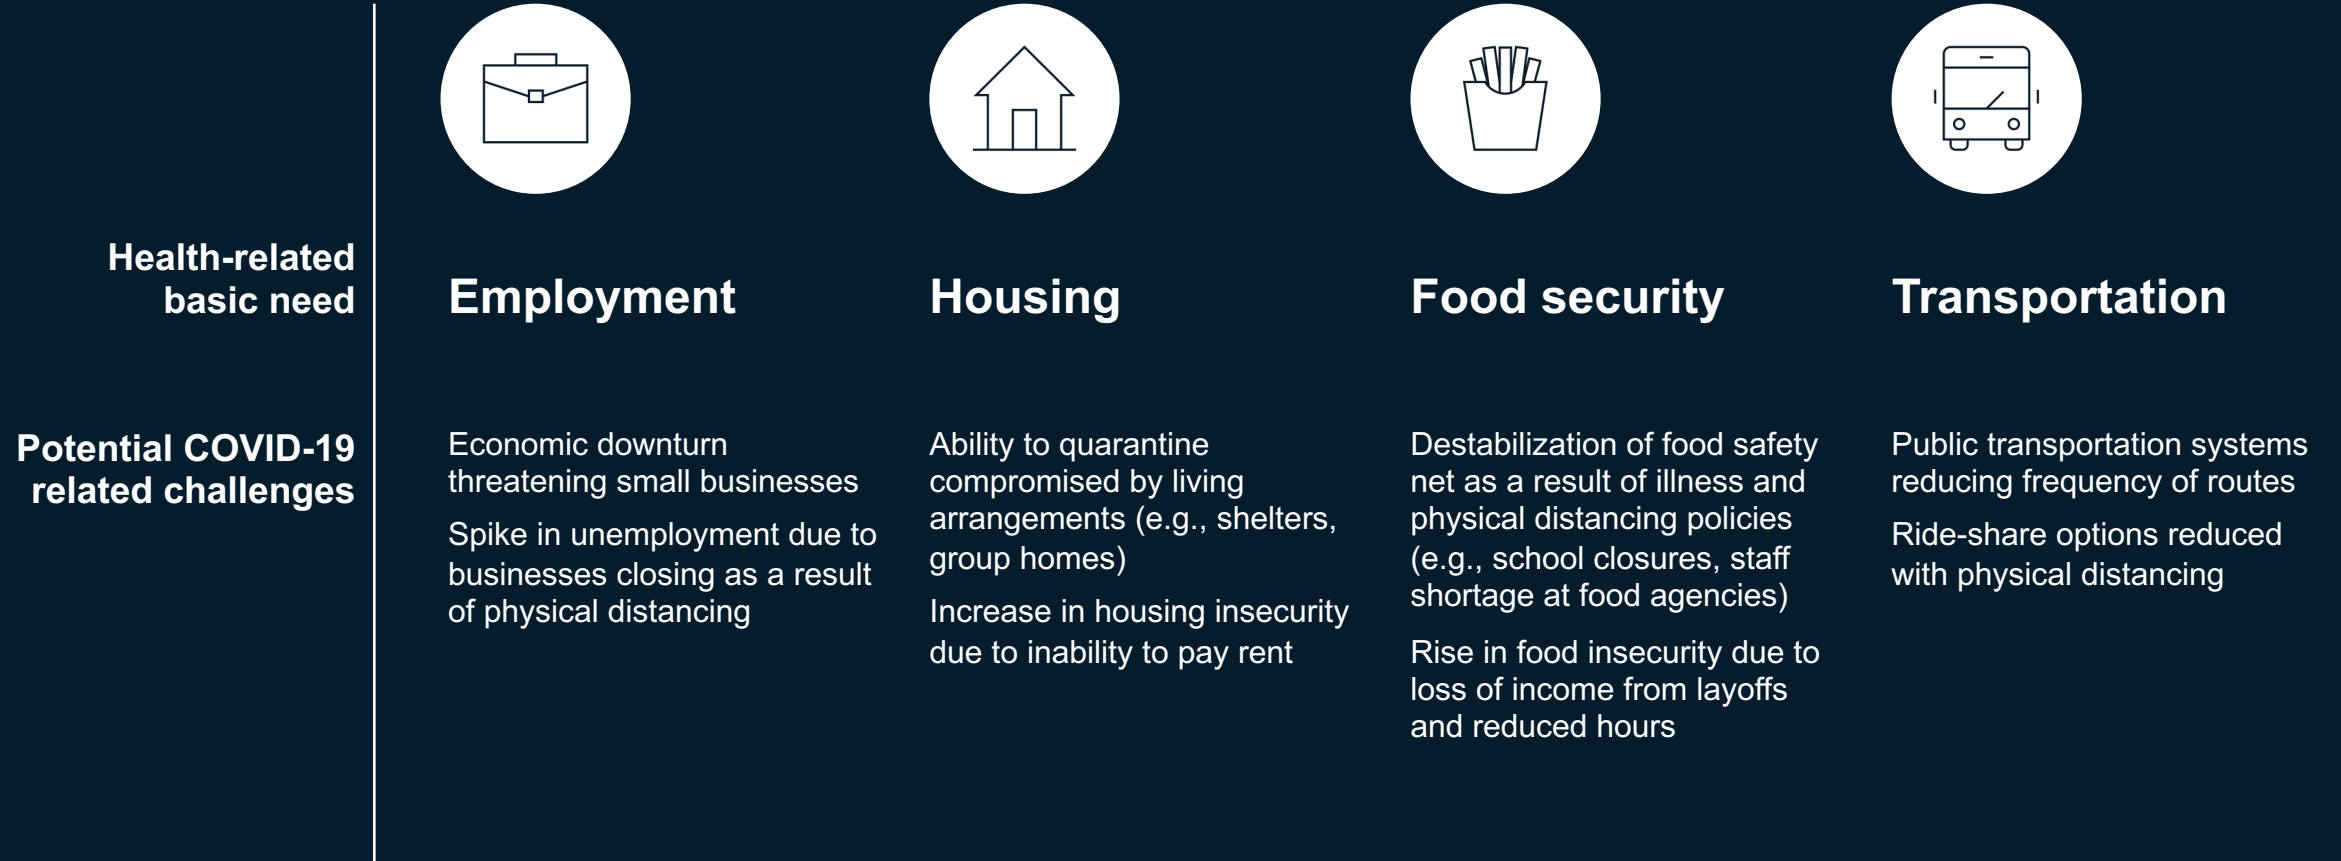 Health-related
basic need
Employment
Housing
Food security
Transportation
Potential COVID-19
related challenges
Economic downturn
threatening small businesses
Spike in unemployment due to
businesses closing as a result
of physical distancing
Ability to quarantine
compromised by living
arrangements (e.g., shelters,
group homes)
Increase in housing insecurity
due to inability to pay rent
Destabilization of food safety
net as a result of illness and
physical distancing policies
(e.g., school closures, staff
shortage at food agencies)
Rise in food insecurity due to
loss of income from layoffs
and reduced hours
Public transportation systems
reducing frequency of routes
Ride-share options reduced
with physical distancing